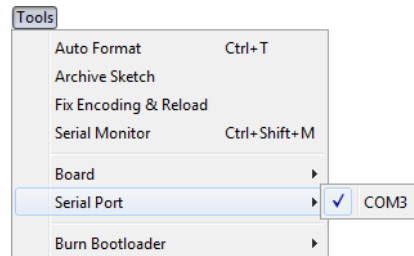 Tools
Auto Format Ctrl+T
Archive Sketch
Fix Encoding & Reload
Serial Monitor Ctrl+Shift+M
Board
Serial Port COM3
Burn Bootloader